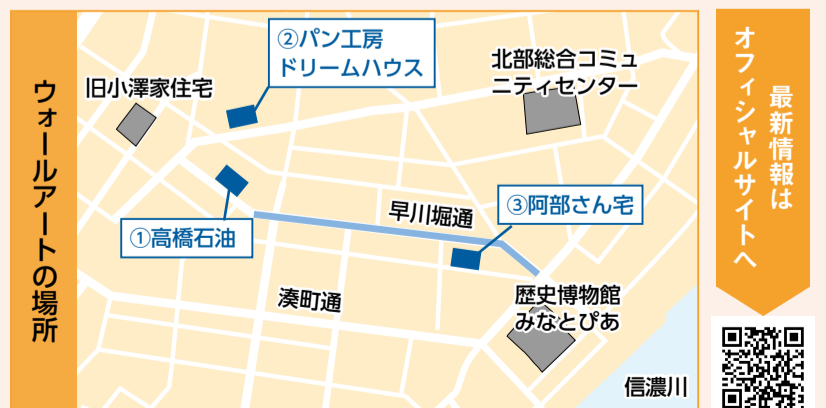 ウォールアートの場所
②パン工房
ドリームハウス
北部総合コミュ
ニティセンター
旧小澤家住宅
①高橋石油
早川堀通
③阿部さん宅
湊町通
歴史博物館
みなとぴあ
信濃川
最新情報は
オフィシャルサイトへ